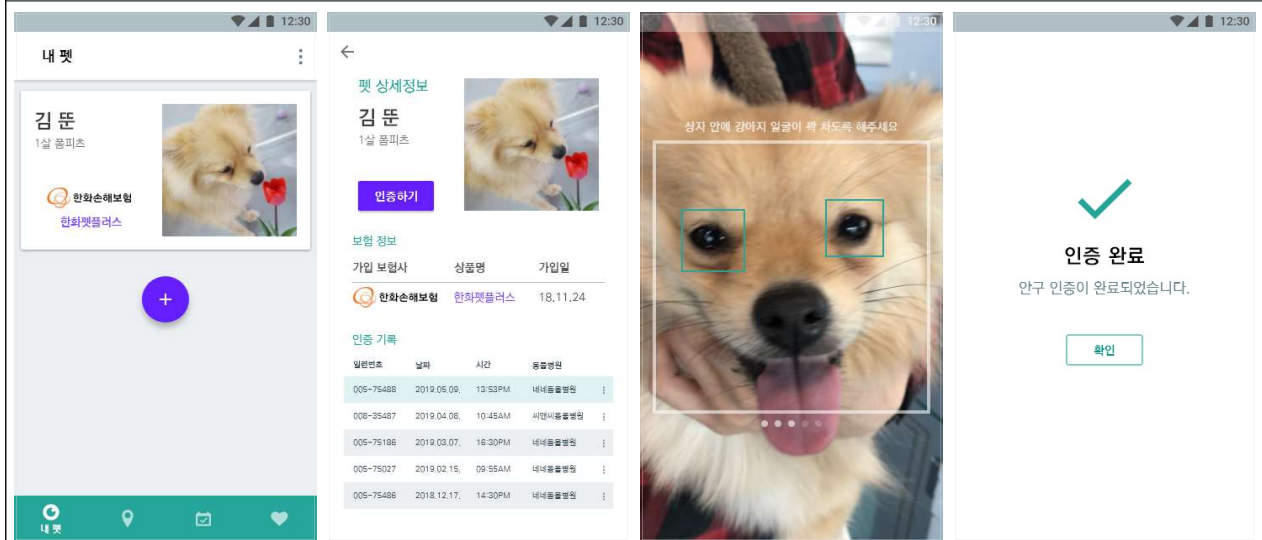 12:30
내 펫
김 뚠
1살 폼피츠
한화손해보험
한화펫플러스
내 펫
12:30
펫 상세정보
김 뚠
1살 폼피츠
인증하기
보험 정보
가입 보험사 상품명 가입일
한화손해보험 한화펫플러스 18.11.24
인증 기록
일련번호 날짜 시간 동물병원
005-75488 2019.05.09. 13:53PM 네네동물병원
008-35487 2019.04.08. 10:45AM 씨앤씨동물병원
005-75186 2019.03.07. 16:30PM 네네동물병원
005-75027 2019.02.15. 09:55AM 네네동물병원
005-75486 2018.12.17. 14:30PM 네네동물병원
12:30
상자 안에 강아지 얼굴이 꽉 차도록 해주세요
12:30
인증 완료
안구 인증이 완료되었습니다.
확인